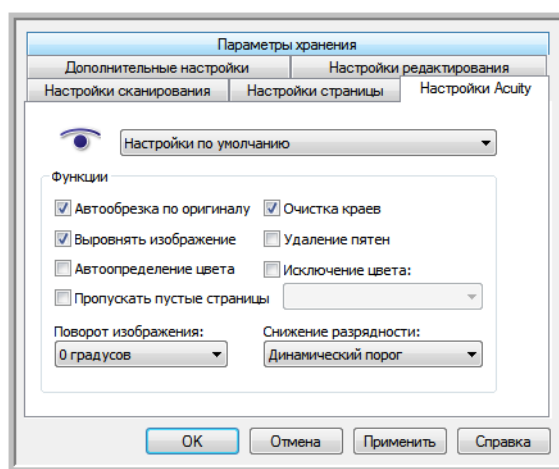 Параметры хранения
Дополнительные настройки Настройки редактирования
Настройки сканирования Настройки страницы Настройки Acuity
Настройки по умолчанию
Функции
Автообрезка по оригиналу Очистка краев
Выровнять изображение Удаление пятен
Автоопределение цвета Исключение цвета:
Пропускать пустые страницы
Поворот изображения: Снижение разрядности:
0 градусов Динамический порог
OK Отмена Применить Справка